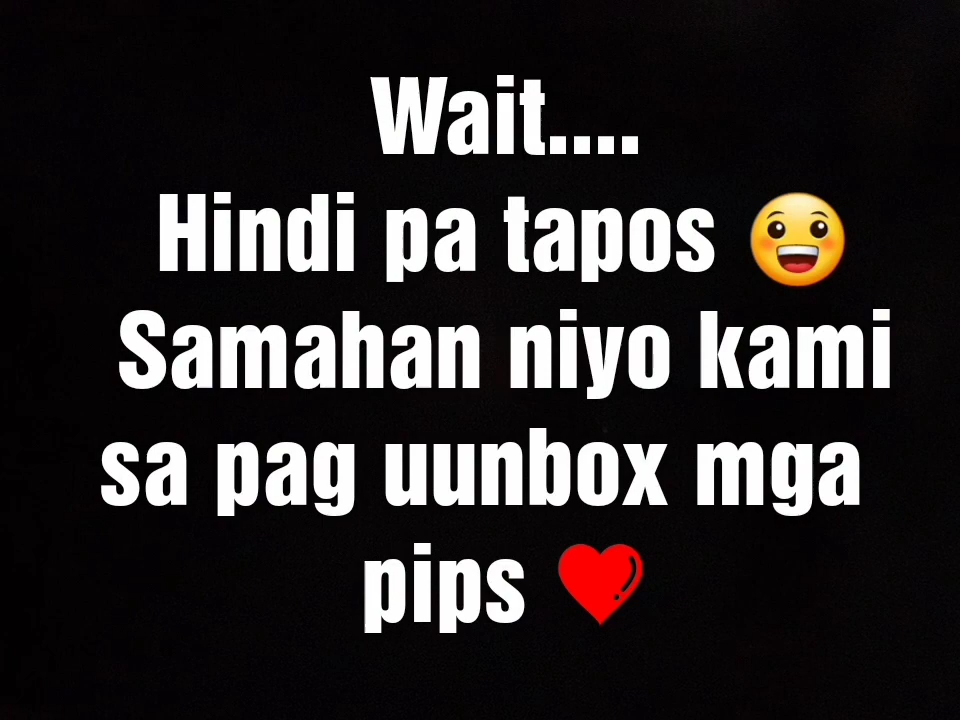 Wait....
Hindi pa tapos 😀
Samahan niyo kami
sa pag uunbox mga
pips ❤️